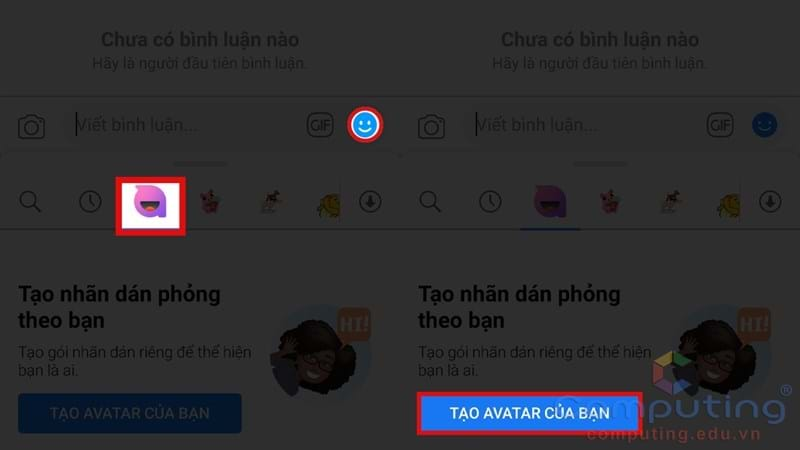 Chưa có bình luận nào
Hãy là người đầu tiên bình luận.
Viết bình luận...
GIF
Tạo nhãn dán phỏng
theo bạn
HI!
Tạo gói nhãn dán riêng để thể hiện
bạn là ai.
TẠO AVATAR CỦA BẠN
Chưa có bình luận nào
Hãy là người đầu tiên bình luận.
Viết bình luận...
GIF
Tạo nhãn dán phỏng
theo bạn
HI!
Tạo gói nhãn dán riêng để thể hiện
bạn là ai.
TẠO AVATAR CỦA BẠN
Computing®
computing.edu.vn